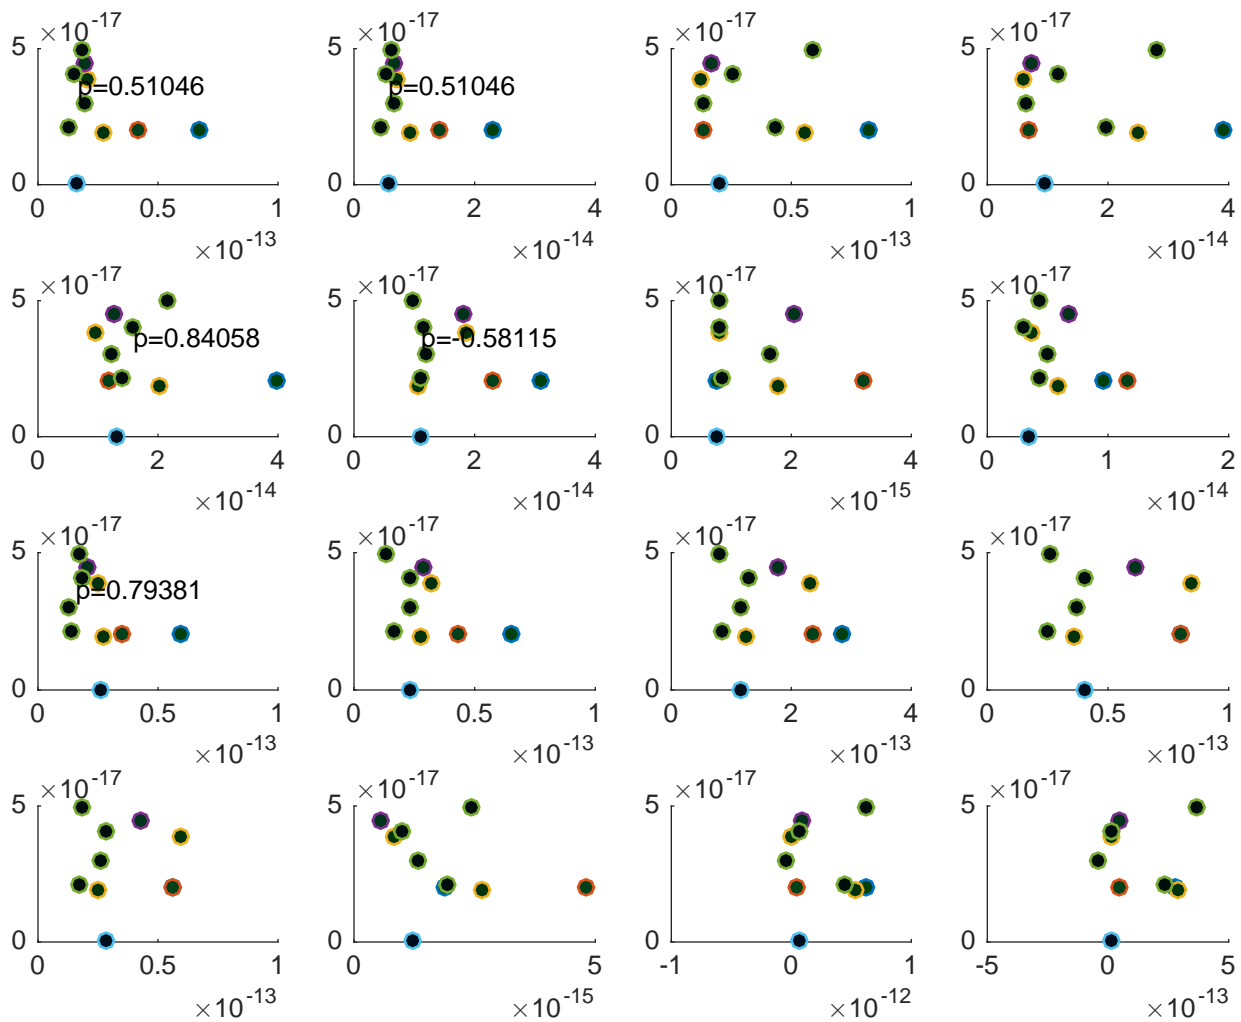 ×10-17 ×10-17 ×10-17 ×10-17
5 5 5 5
p=0.51046 p=0.51046
0 0 0 0
0 0.5 1 0 2 4 0 0.5 1 0 2 4
×10-13 ×10-14 ×10-13 ×10-14
×10-17 ×10-17 ×10-17 ×10-17
5 5 5 5
p=0.84058 p=-0.58115
0 0 0 0
0 2 4 0 2 4 0 2 4 0 1 2
×10-14 ×10-14 ×10-15 ×10-14
×10-17 ×10-17 ×10-17 ×10-17
5 5 5 5
p=0.79381
0 0 0 0
0 0.5 1 0 0.5 1 0 2 4 0 0.5 1
×10-13 ×10-13 ×10-13 ×10-13
×10-17 ×10-17 ×10-17 ×10-17
5 5 5 5
0 0 0 0
0 0.5 1 0 5 -1 0 1 -5 0 5
×10-13 ×10-15 ×10-12 ×10-13